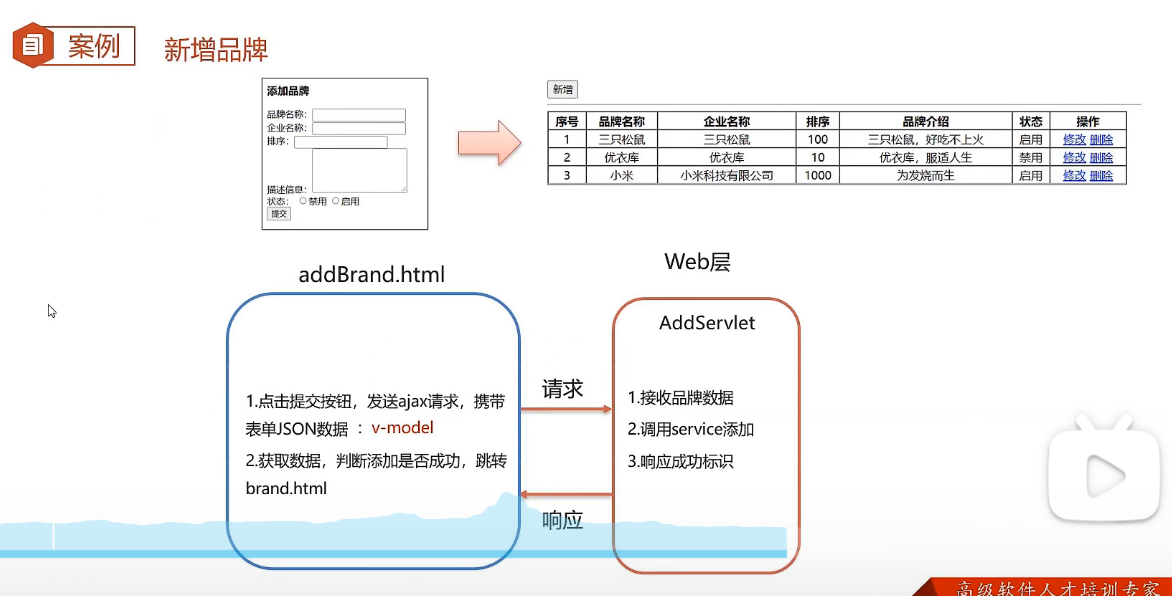 案例
新增品牌
添加品牌
品牌名称：
企业名称：
排序：
描述信息：
状态： 禁用 启用
提交
新增
序号 品牌名称 企业名称 排序 品牌介绍 状态 操作
1 三只松鼠 三只松鼠 100 三只松鼠，好吃不上火 启用 修改 删除
2 优衣库 优衣库 10 优衣库，服适人生 禁用 修改 删除
3 小米 小米科技有限公司 1000 为发烧而生 启用 修改 删除
addBrand.html
1.点击提交按钮，发送ajax请求，携带
表单JSON数据 ：v-model
2.获取数据，判断添加是否成功，跳转
brand.html
请求
响应
Web层
AddServlet
1.接收品牌数据
2.调用service添加
3.响应成功标识
高级软件人才培训专家